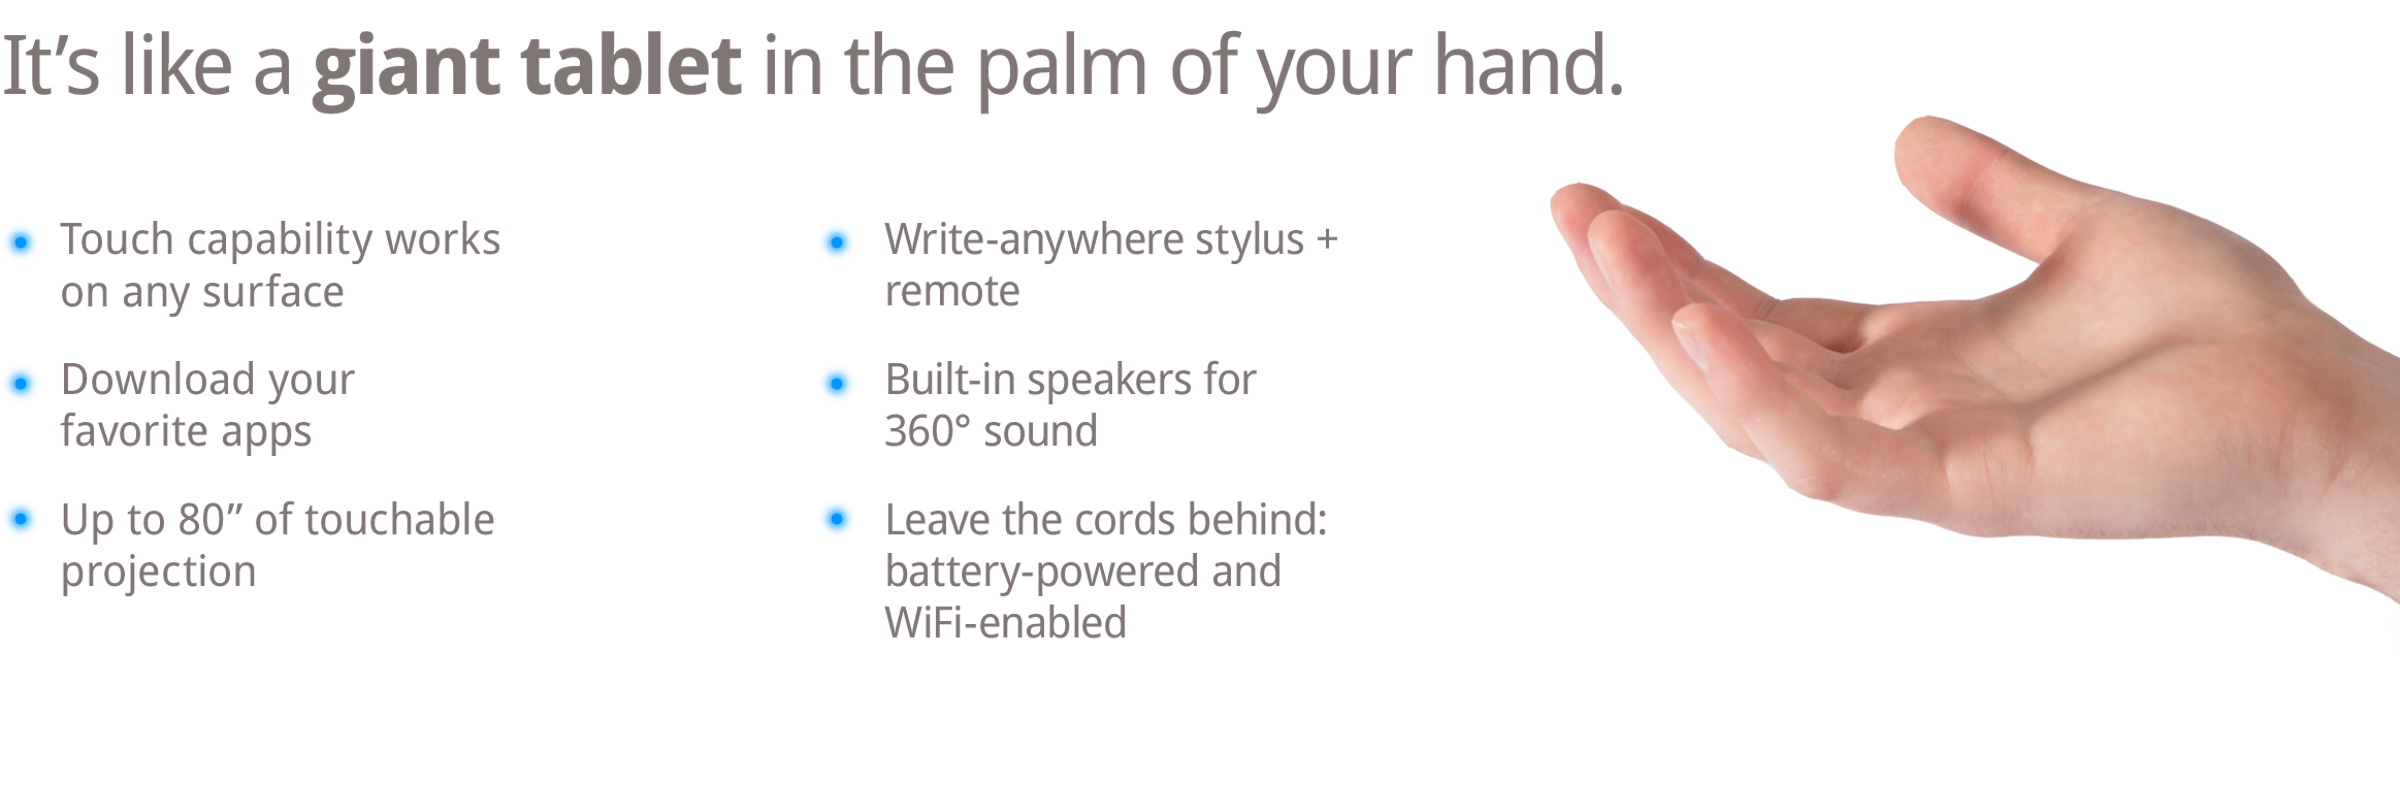 It’s like a giant tablet in the palm of your hand.
Touch capability works
on any surface
Download your
favorite apps
Up to 80” of touchable
projection
Write-anywhere stylus +
remote
Built-in speakers for
360° sound
Leave the cords behind:
battery-powered and
WiFi-enabled